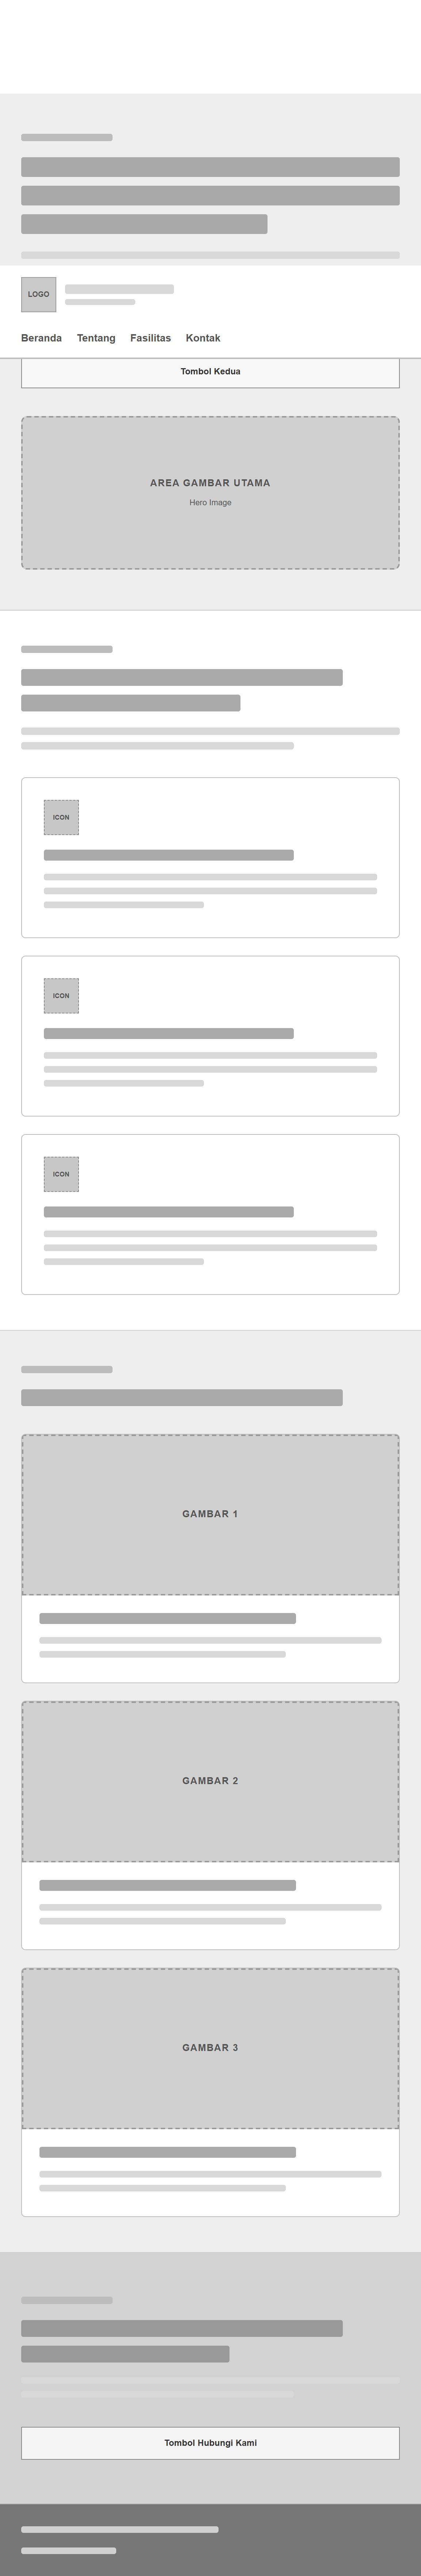 LOGO
Beranda Tentang Fasilitas Kontak
Tombol Kedua
AREA GAMBAR UTAMA
Hero Image
ICON
ICON
ICON
GAMBAR 1
GAMBAR 2
GAMBAR 3
Tombol Hubungi Kami